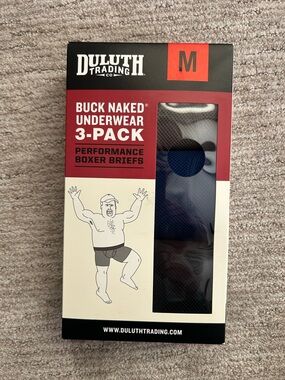 DULUTH
TRADING
CO
M
BUCK NAKED®
UNDERWEAR
3-PACK
PERFORMANCE
BOXER BRIEFS
WWW.DULUTHTRADING.COM